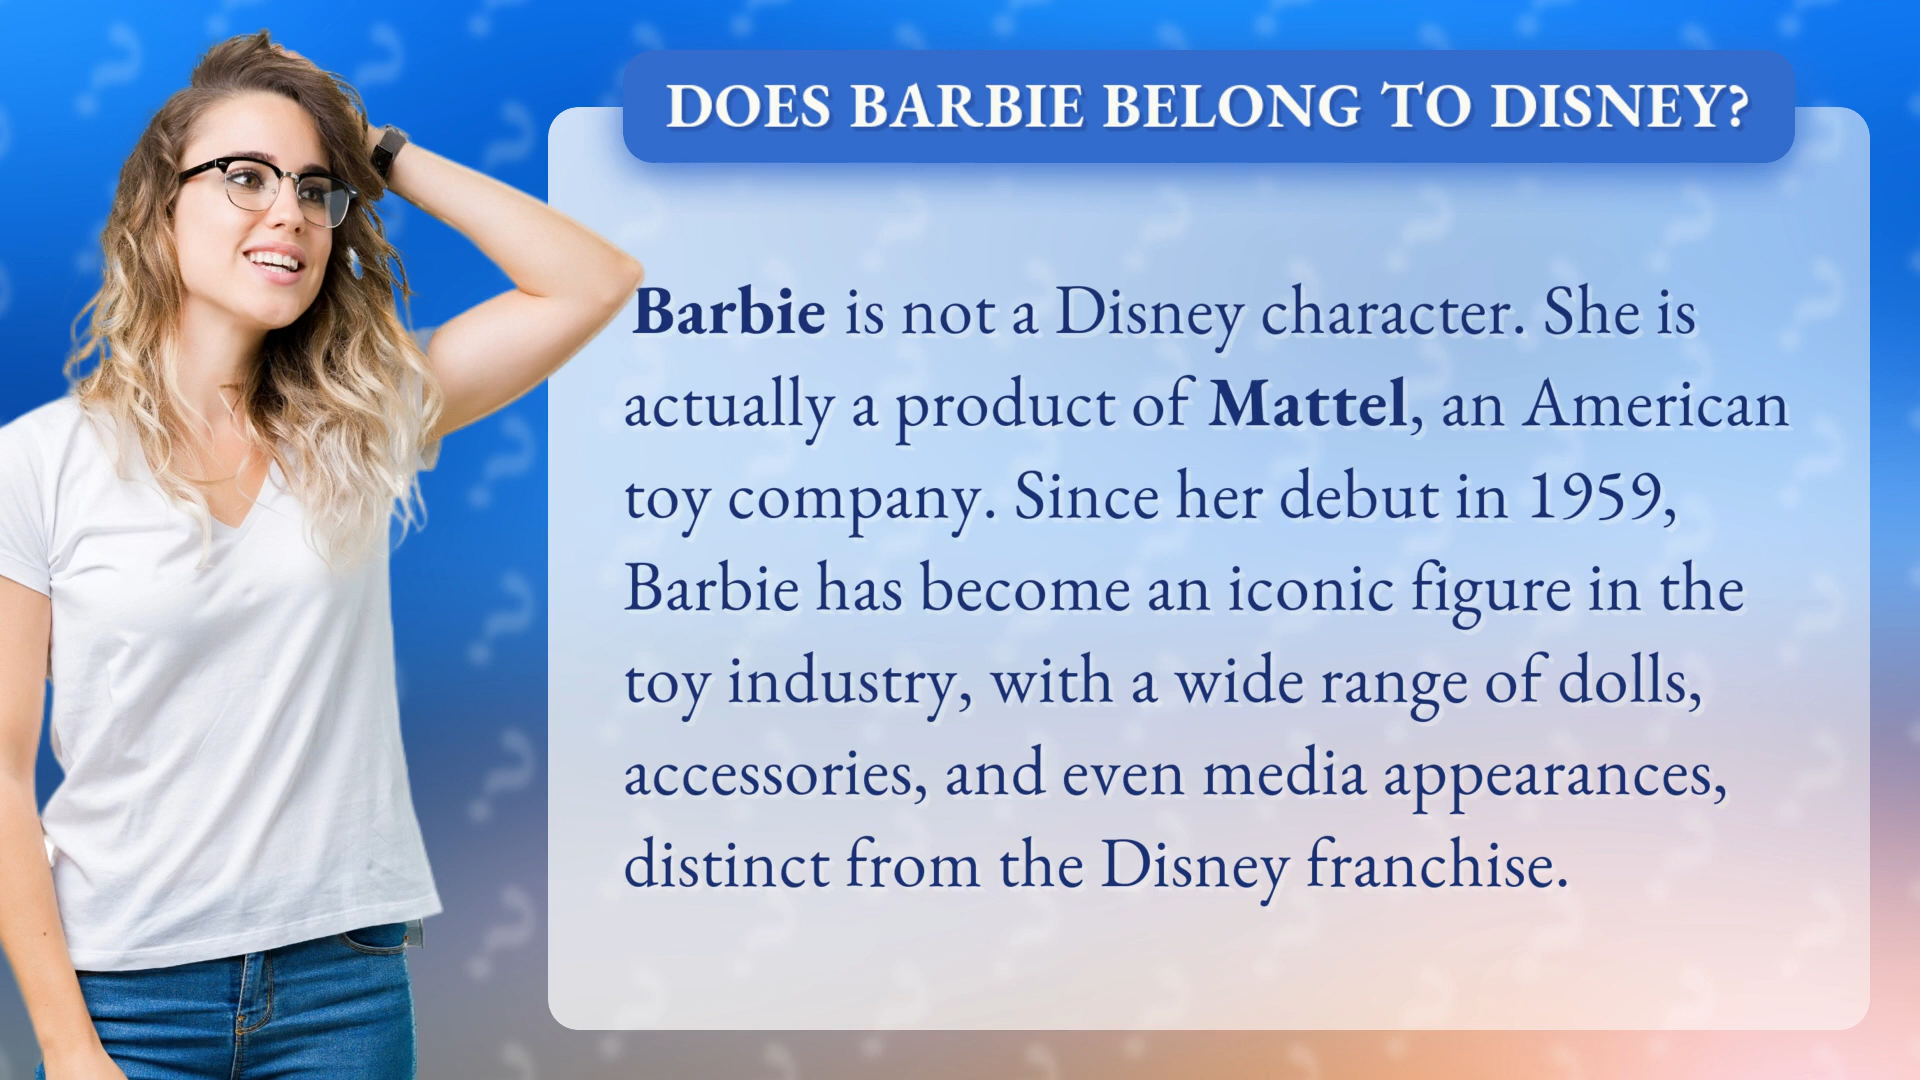 DOES BARBIE BELONG TO DISNEY?
Barbie is not a Disney character. She is
actually a product of Mattel, an American
toy company. Since her debut in 1959,
Barbie has become an iconic figure in the
toy industry, with a wide range of dolls,
accessories, and even media appearances,
distinct from the Disney franchise.